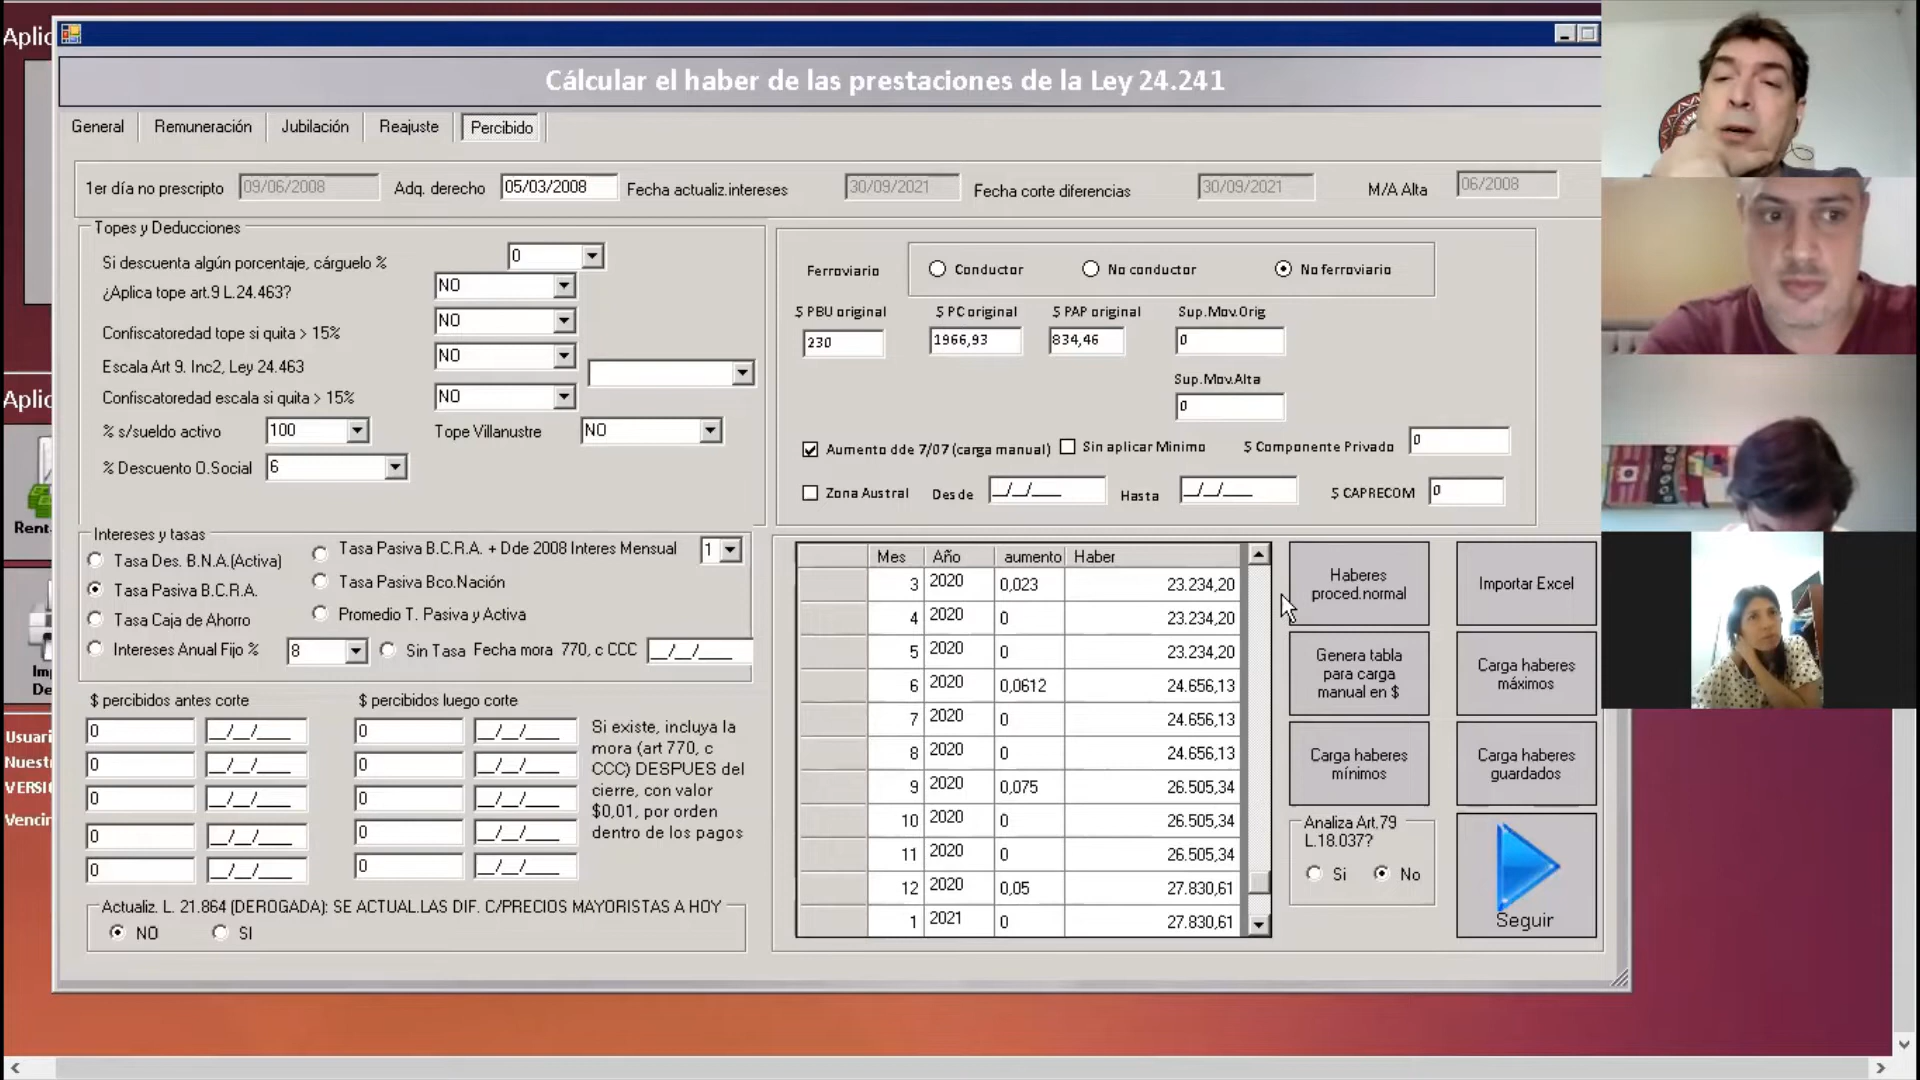 Cálcular el haber de las prestaciones de la Ley 24.241
General Remuneración Jubilación Reajuste Percibido
1er día no prescripto 09/06/2008 Adq. derecho 05/03/2008 Fecha actualiz.intereses 30/09/2021 Fecha corte diferencias 30/09/2021 M/A Alta 06/2008
Topes y Deducciones
Si descuenta algún porcentaje, cárguelo % 0
¿Aplica tope art.9 L.24.463? NO
Confiscatoredad tope si quita > 15% NO
Escala Art 9. Inc2, Ley 24.463 NO
Confiscatoredad escala si quita > 15% NO
% s/sueldo activo 100 Tope Villanustre NO
% Descuento O.Social 6
Ferroviario Conductor No conductor No ferroviario
$ PBU original $ PC original $ PAP original Sup.Mov.Orig
230 1966,93 834,46 0
Sup.Mov.Alta
0
Aumento dde 7/07 (carga manual) Sin aplicar Minimo $ Componente Privado 0
Zona Austral Desde _/_/___ Hasta _/_/___ $ CAPRECOM 0
Intereses y tasas
Tasa Des. B.N.A.(Activa) Tasa Pasiva B.C.R.A. + Dde 2008 Interes Mensual 1
Tasa Pasiva B.C.R.A. Tasa Pasiva Bco.Nación
Tasa Caja de Ahorro Promedio T. Pasiva y Activa
Intereses Anual Fijo % 8 Sin Tasa Fecha mora 770, c CCC _/_/___
$ percibidos antes corte $ percibidos luego corte
0 _/_/___ 0 _/_/___
0 _/_/___ 0 _/_/___
0 _/_/___ 0 _/_/___
0 _/_/___ 0 _/_/___
0 _/_/___ 0 _/_/___
Si existe, incluya la
mora (art 770, c
CCC) DESPUES del
cierre, con valor
$0,01, por orden
dentro de los pagos
Actualiz. L. 21.864 (DEROGADA): SE ACTUAL.LAS DIF. C/PRECIOS MAYORISTAS A HOY
NO SI
Mes Año aumento Haber
3 2020 0,023 23.234,20
4 2020 0 23.234,20
5 2020 0 23.234,20
6 2020 0,0612 24.656,13
7 2020 0 24.656,13
8 2020 0 24.656,13
9 2020 0,075 26.505,34
10 2020 0 26.505,34
11 2020 0 26.505,34
12 2020 0,05 27.830,61
1 2021 0 27.830,61
Haberes
proced.normal
Importar Excel
Genera tabla
para carga
manual en $
Carga haberes
máximos
Carga haberes
mínimos
Carga haberes
guardados
Analiza Art.79
L.18.037?
Si No
Seguir
Aplic
Aplic
Rent
Imp
De
Usuari
Nuest
VERSI
Vencin